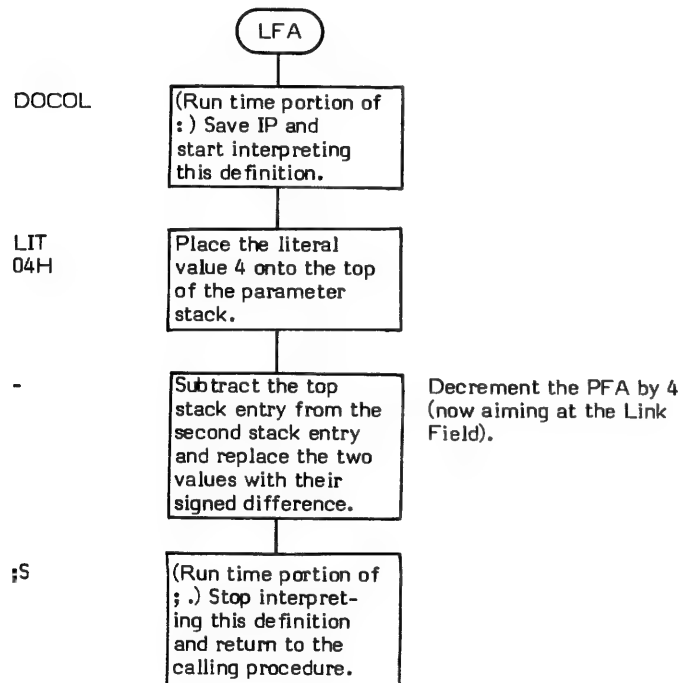 LFA
DOCOL
(Run time portion of
: ) Save IP and
start interpreting
this definition.
LIT
04H
Place the literal
value 4 onto the top
of the parameter
stack.
-
Subtract the top
stack entry from the
second stack entry
and replace the two
values with their
signed difference.
Decrement the PFA by 4
(now aiming at the Link
Field).
;S
(Run time portion of
; .) Stop interpret-
ing this definition
and return to the
calling procedure.